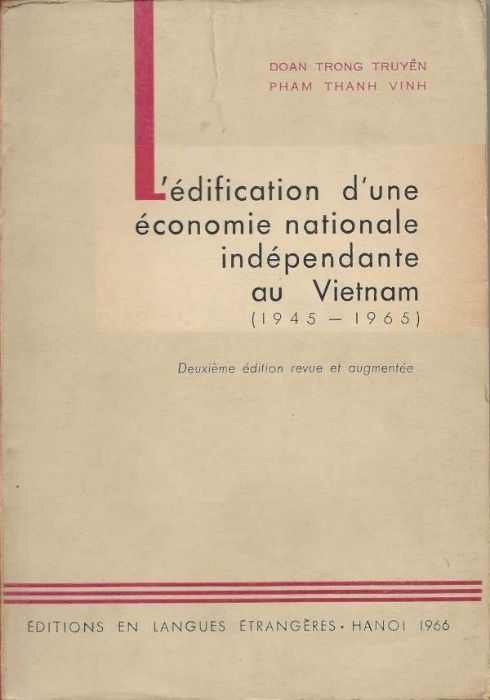 DOAN TRONG TRUYÊN
PHAM THANH VINH
L'édification d'une
économie nationale
indépendante
au Vietnam
(1945 — 1965)
Deuxième édition revue et augmentée
ÉDITIONS EN LANGUES ÉTRANGÈRES • HANOI 1966